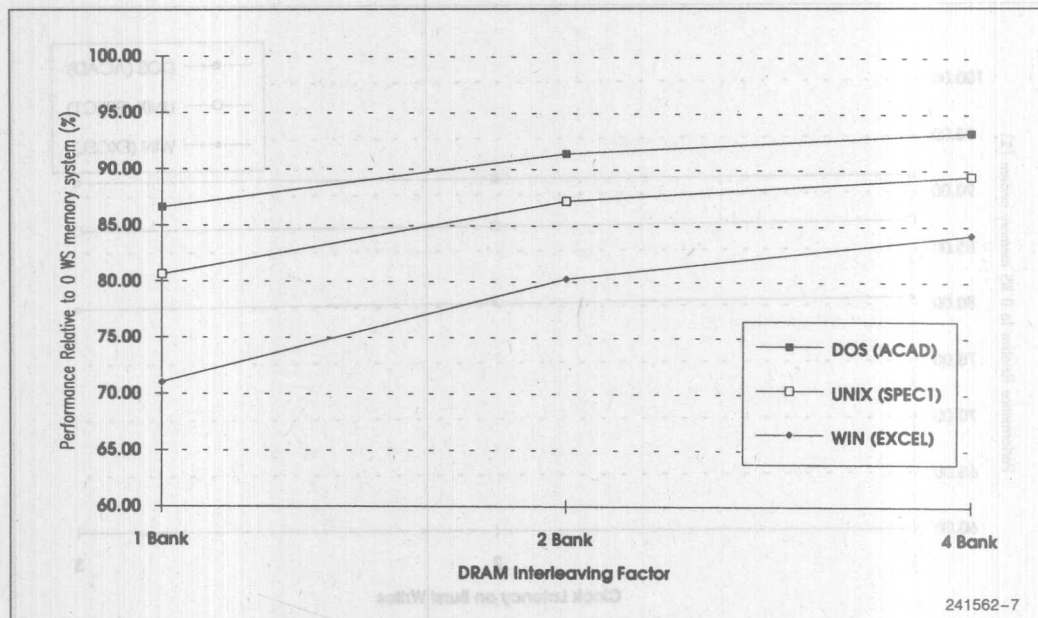 100.00
95.00
90.00
85.00
80.00
75.00
70.00
65.00
60.00
Performance Relative to 0 WS memory system (%)
DOS (ACAD)
UNIX (SPEC1)
WIN (EXCEL)
1 Bank
2 Bank
4 Bank
DRAM Interleaving Factor
241562-7